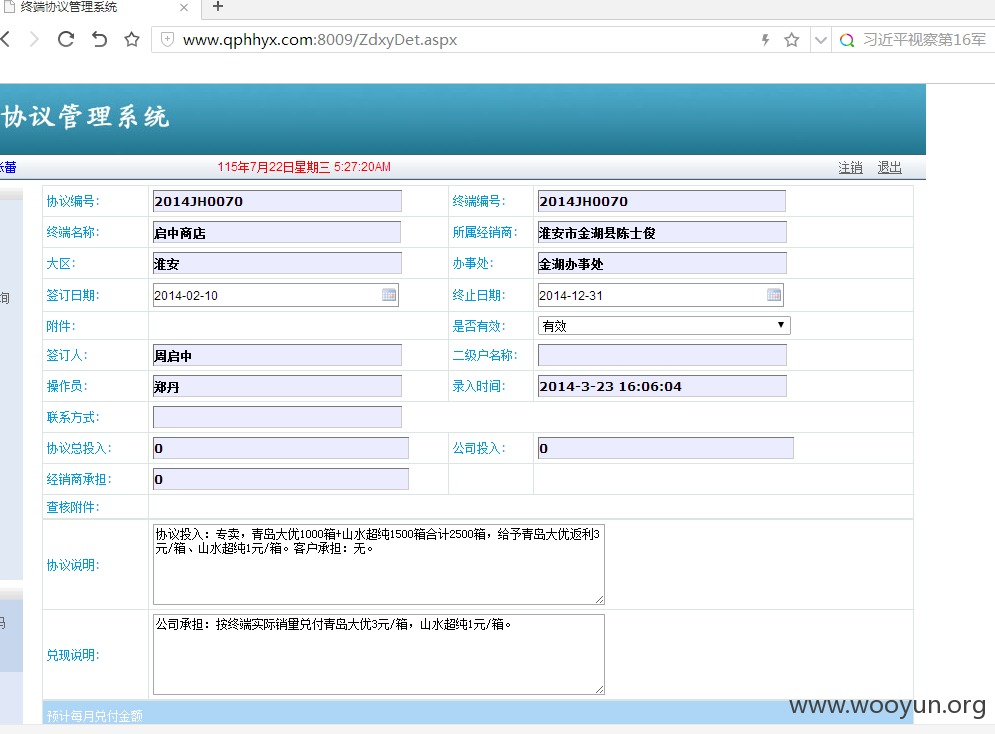 终端协议管理系统
www.qphhyx.com:8009/ZdxyDet.aspx
习近平视察第16军
协议管理系统
蕾 115年7月22日星期三 5:27:20AM 注销 退出
协议编号: 2014JH0070 终端编号: 2014JH0070
终端名称: 启中商店 所属经销商: 淮安市金湖县陈士俊
大区: 淮安 办事处: 金湖办事处
签订日期: 2014-02-10 终止日期: 2014-12-31
询
附件: 是否有效: 有效
签订人: 周启中 二级户名称:
操作员: 郑丹 录入时间: 2014-3-23 16:06:04
联系方式:
协议总投入: 0 公司投入: 0
经销商承担: 0
查核附件:
协议说明:
协议投入：专卖，青岛大优1000箱+山水超纯1500箱合计2500箱，给予青岛大优返利3
元/箱、山水超纯1元/箱。客户承担：无。
码
兑现说明:
公司承担：按终端实际销量兑付青岛大优3元/箱，山水超纯1元/箱。
预计每月兑付金额
www.wooyun.org